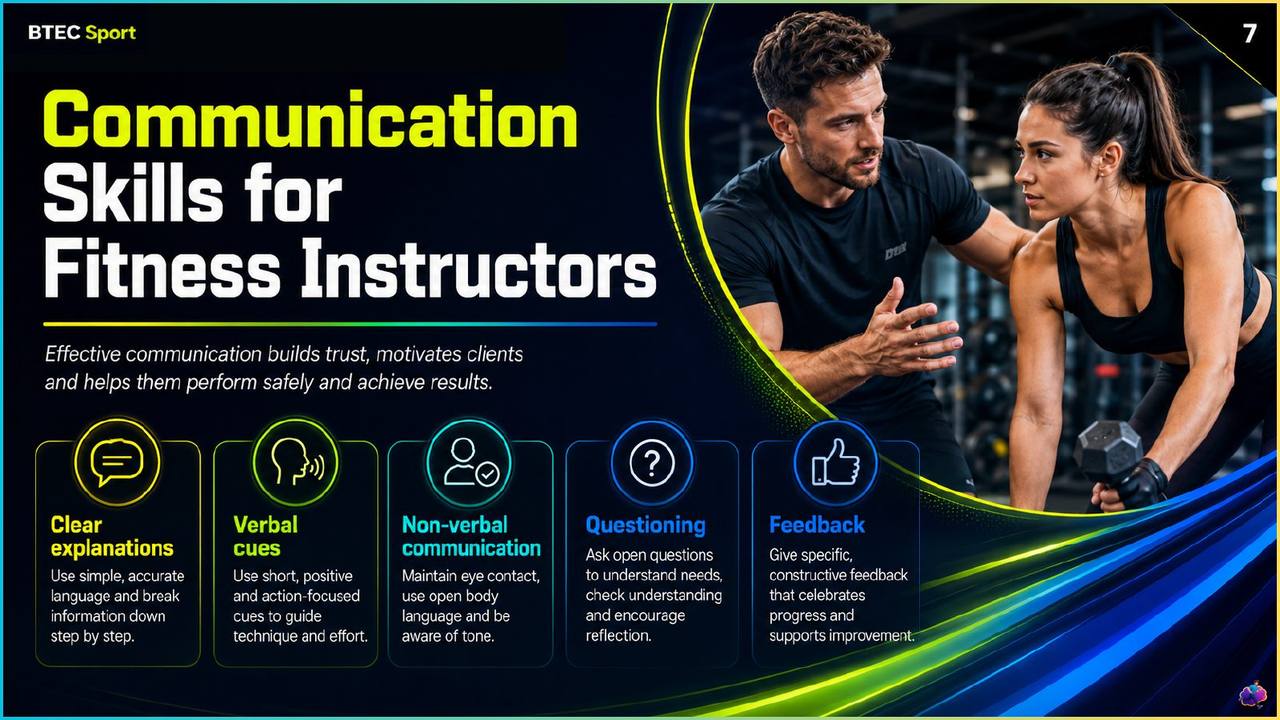 BTEC Sport
7
Communication
Skills for
Fitness Instructors
Effective communication builds trust, motivates clients
and helps them perform safely and achieve results.
Clear
explanations
Use simple, accurate
language and break
information down
step by step.
Verbal
cues
Use short, positive
and action-focused
cues to guide
technique and effort.
Non-verbal
communication
Maintain eye contact,
use open body
language and be
aware of tone.
Questioning
Ask open questions
to understand needs,
check understanding
and encourage
reflection.
Feedback
Give specific,
constructive feedback
that celebrates
progress and
supports improvement.